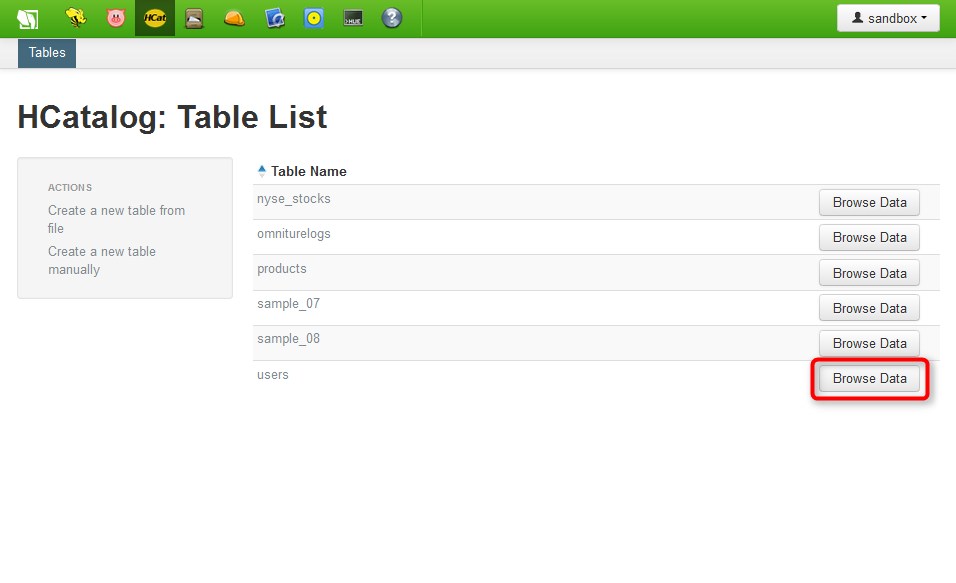 HCat
HUE
sandbox
Tables
HCatalog: Table List
ACTIONS
Create a new table from
file
Create a new table
manually
Table Name
nyse_stocks
Browse Data
omniturelogs
Browse Data
products
Browse Data
sample_07
Browse Data
sample_08
Browse Data
users
Browse Data